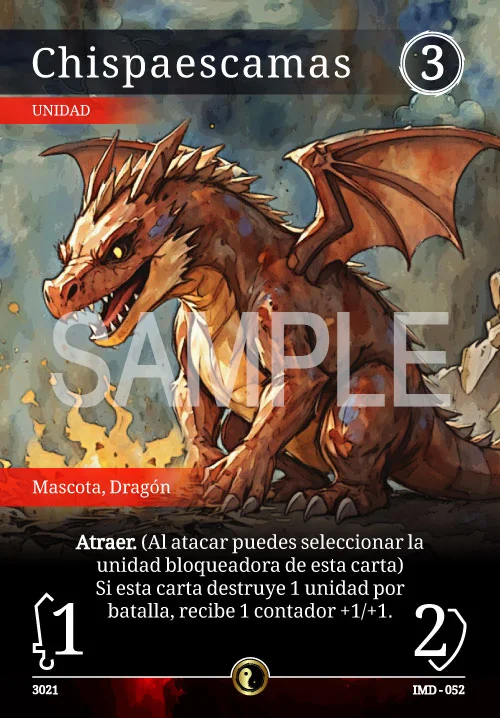 Chispaescamas
3
UNIDAD
SAMPLE
Mascota, Dragón
Atraer. (Al atacar puedes seleccionar la
unidad bloqueadora de esta carta)
Si esta carta destruye 1 unidad por
batalla, recibe 1 contador +1/+1.
1
2
3021
IMD - 052